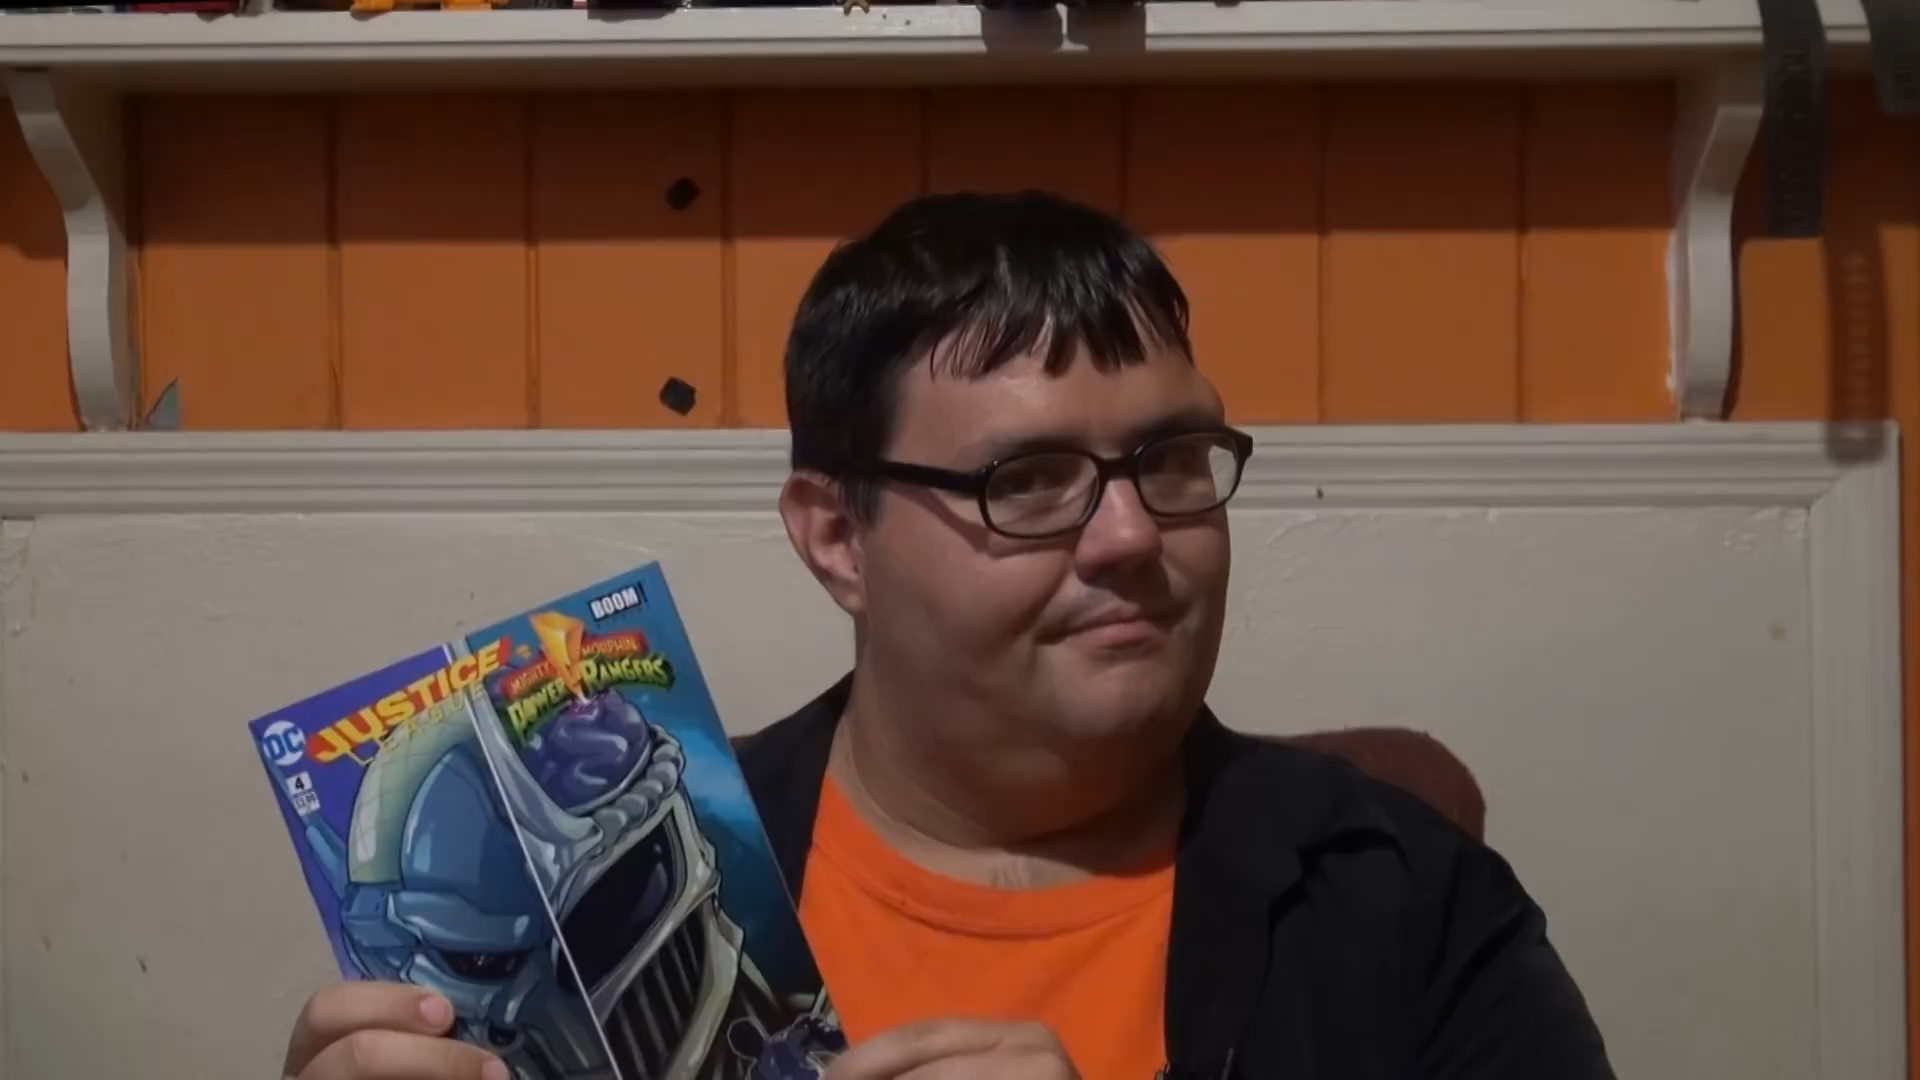 BOOM
JUSTICE
LEAGUE
MIGHTY MORPHIN
POWER RANGERS
DC
4